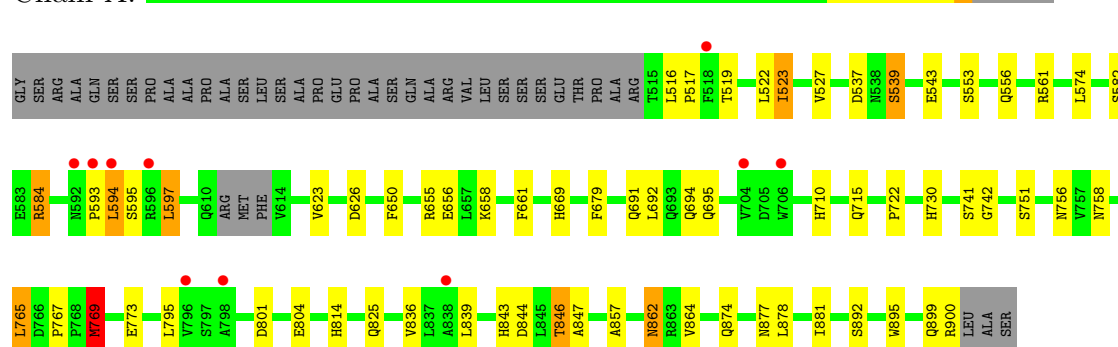 GLY SER ARG ALA GLN SER SER PRO ALA ALA PRO ALA SER LEU SER ALA PRO GLU PRO ALA SER GLN ALA ARG VAL LEU SER SER SER GLU THR PRO ALA ARG T515 L516 P517 F518 T519 L522 I523 V527 D537 N538 S539 E543 S553 Q556 R561 L574
E583 R584 N592 P593 L594 S595 R596 L597 Q610 ARG MET PHE V614 V623 D626 F650 R655 E656 L657 K658 F661 H669 F679 Q691 L692 Q693 Q694 Q695 V704 D705 W706 H710 Q715 P722 H730 S741 G742 S751 N756 V757 N758
L765 D766 P767 P768 M769 E773 L795 V796 S797 A798 D801 E804 H814 Q825 V836 L837 A838 L839 H843 D844 L845 T846 A847 A857 N862 R863 V864 Q874 N877 L878 I881 S892 W895 Q899 R900 LEU ALA SER